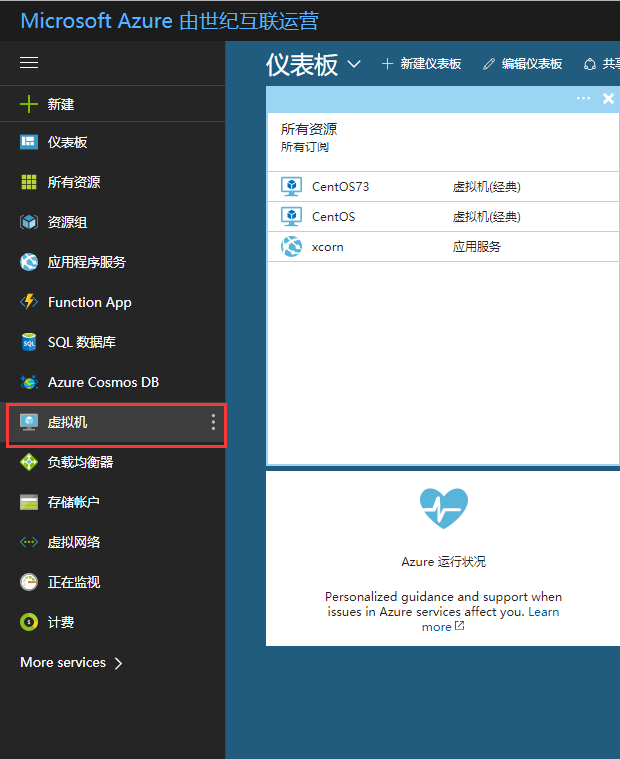 Microsoft Azure 由世纪互联运营
仪表板
新建仪表板
编辑仪表板
共享
新建
仪表板
所有资源
资源组
应用程序服务
Function App
SQL 数据库
Azure Cosmos DB
虚拟机
负载均衡器
存储帐户
虚拟网络
正在监视
计费
More services
所有资源
所有订阅
CentOS73 虚拟机(经典)
CentOS 虚拟机(经典)
xcorn 应用服务
Azure 运行状况
Personalized guidance and support when
issues in Azure services affect you. Learn
more